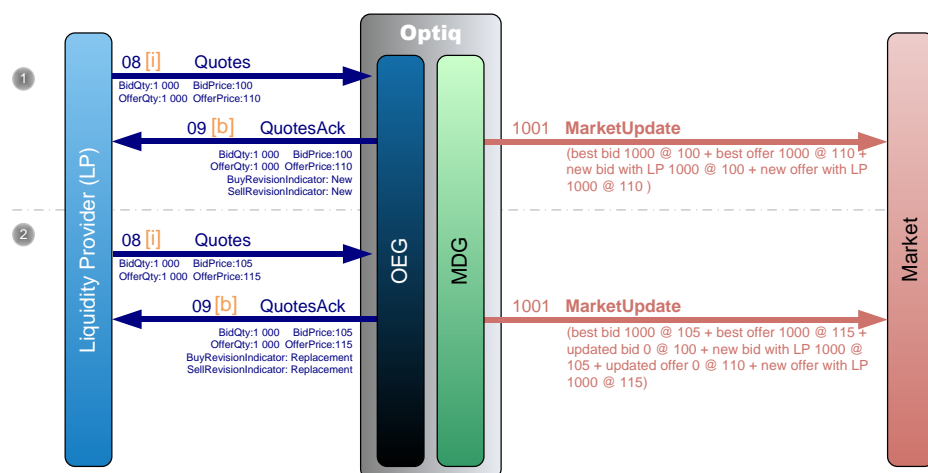 Optiq
1
08 [i] Quotes
BidQty:1 000 BidPrice:100
OfferQty:1 000 OfferPrice:110
09 [b] QuotesAck
BidQty:1 000 BidPrice:100
OfferQty:1 000 OfferPrice:110
BuyRevisionIndicator: New
SellRevisionIndicator: New
1001 MarketUpdate
(best bid 1000 @ 100 + best offer 1000 @ 110 +
new bid with LP 1000 @ 100 + new offer with LP
1000 @ 110 )
Liquidity Provider (LP)
OEG
MDG
Market
2
08 [i] Quotes
BidQty:1 000 BidPrice:105
OfferQty:1 000 OfferPrice:115
09 [b] QuotesAck
BidQty:1 000 BidPrice:105
OfferQty:1 000 OfferPrice:115
BuyRevisionIndicator: Replacement
SellRevisionIndicator: Replacement
1001 MarketUpdate
(best bid 1000 @ 105 + best offer 1000 @ 115 +
updated bid 0 @ 100 + new bid with LP 1000 @
105 + updated offer 0 @ 110 + new offer with LP
1000 @ 115)